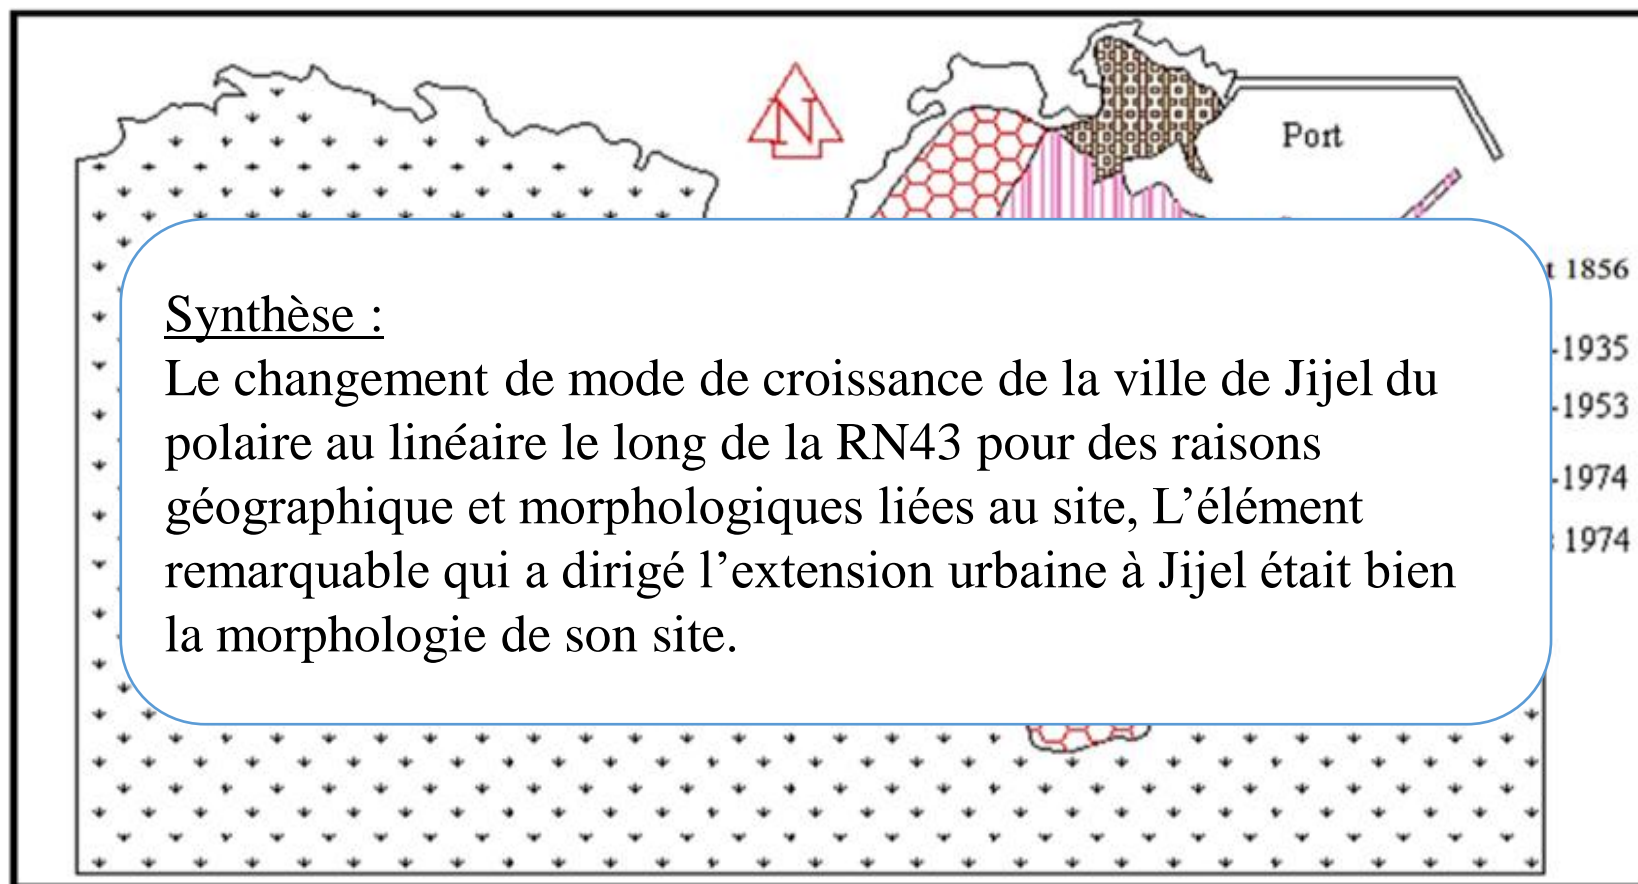 N
Port
t 1856
-1935
-1953
-1974
1974
Synthèse :
Le changement de mode de croissance de la ville de Jijel du
polaire au linéaire le long de la RN43 pour des raisons
géographique et morphologiques liées au site, L’élément
remarquable qui a dirigé l’extension urbaine à Jijel était bien
la morphologie de son site.